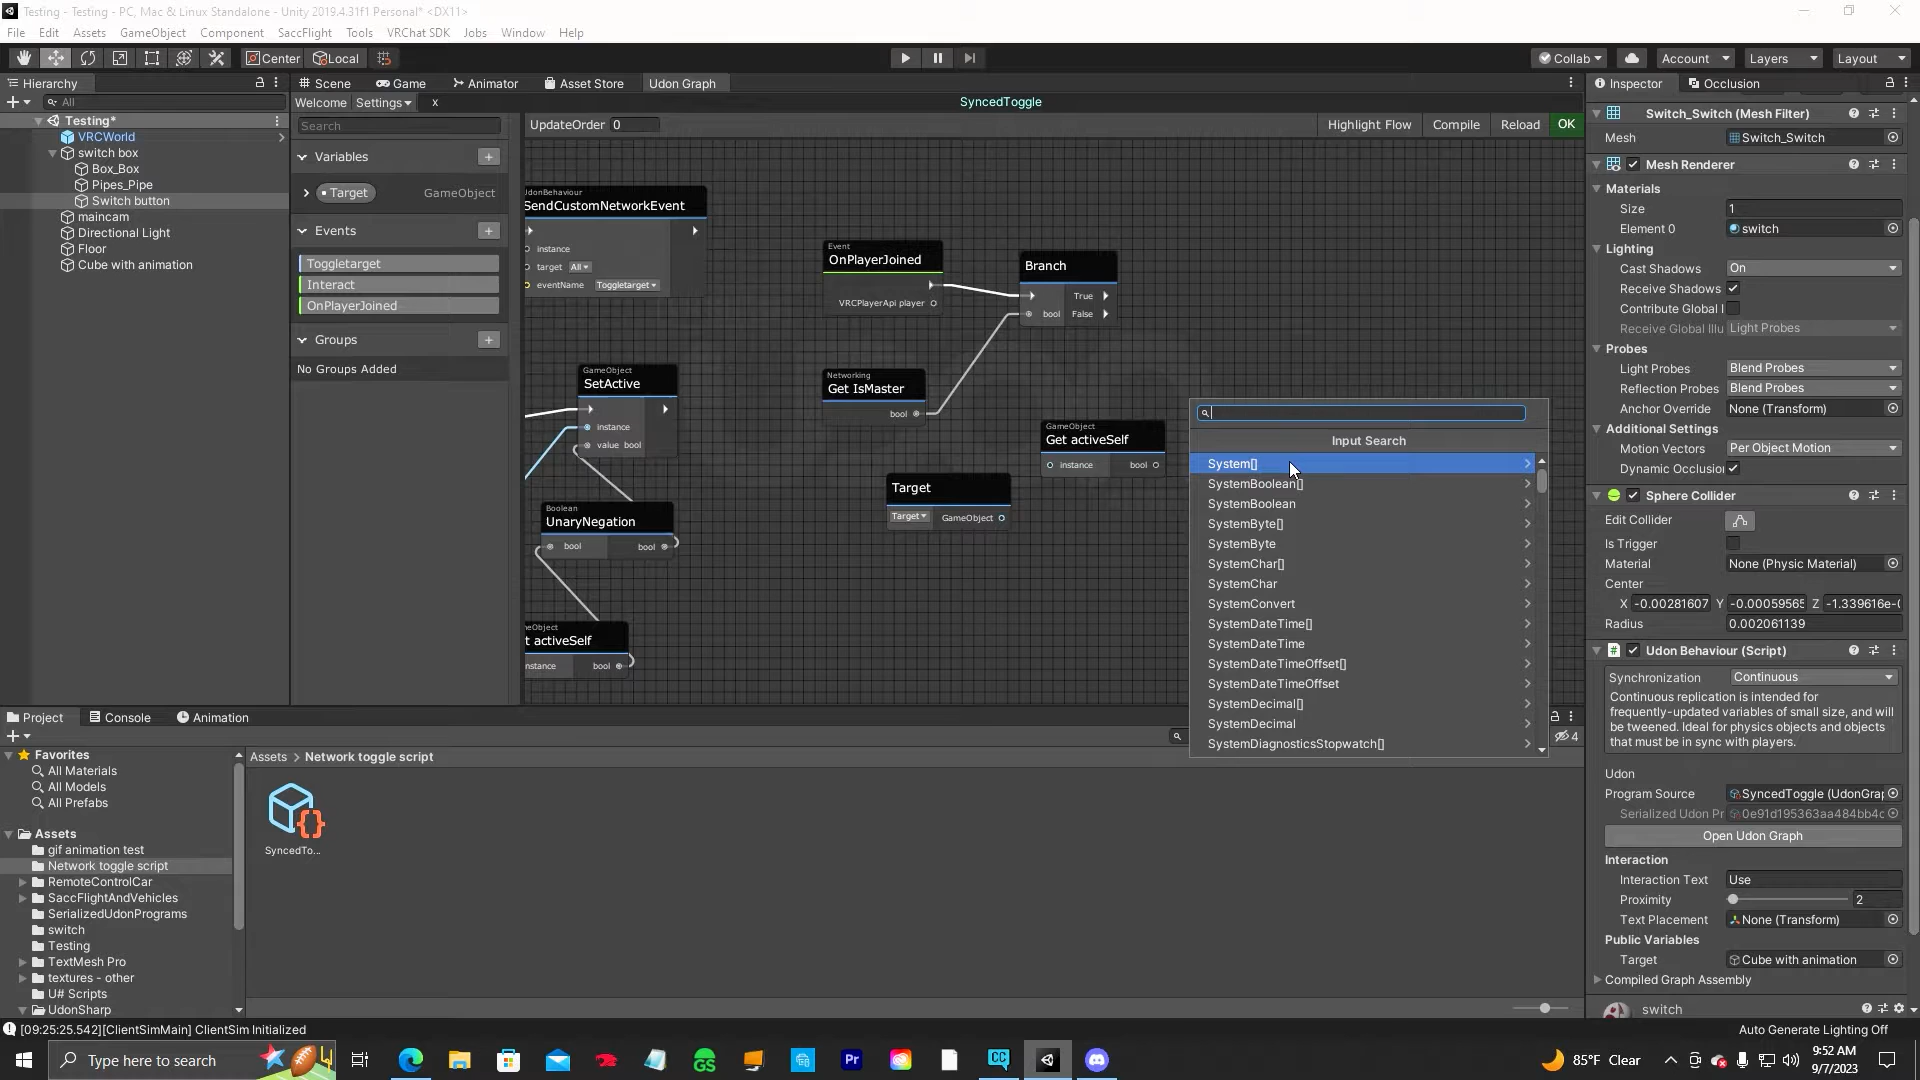 Testing - Testing - PC, Mac & Linux Standalone - Unity 2019.4.31f1 Personal* <DX11>
File Edit Assets GameObject Component SaccFlight Tools VRChat SDK Jobs Window Help
Center Local
Collab Account Layers Layout
Hierarchy
All
Testing*
VRCWorld
switch box
Box_Box
Pipes_Pipe
Switch button
maincam
Directional Light
Floor
Cube with animation
Scene Game Animator Asset Store Udon Graph
Welcome Settings x
SyncedToggle
Search
UpdateOrder 0
Highlight Flow Compile Reload OK
Variables
Target GameObject
Events
Toggletarget
Interact
OnPlayerJoined
Groups
No Groups Added
UdonBehaviour
SendCustomNetworkEvent
instance
target All
eventName Toggletarget
Event
OnPlayerJoined
VRCPlayerApi player
Branch
True
bool False
Networking
Get IsMaster
bool
GameObject
SetActive
instance
value bool
GameObject
Get activeSelf
instance bool
Target
Target GameObject
Boolean
UnaryNegation
bool bool
neObject
t activeSelf
nstance bool
Input Search
System[]
SystemBoolean[]
SystemBoolean
SystemByte[]
SystemByte
SystemChar[]
SystemChar
SystemConvert
SystemDateTime[]
SystemDateTime
SystemDateTimeOffset[]
SystemDateTimeOffset
SystemDecimal[]
SystemDecimal
SystemDiagnosticsStopwatch[]
Inspector Occlusion
Switch_Switch (Mesh Filter)
Mesh Switch_Switch
Mesh Renderer
Materials
Size 1
Element 0 switch
Lighting
Cast Shadows On
Receive Shadows
Contribute Global I
Receive Global Illu Light Probes
Probes
Light Probes Blend Probes
Reflection Probes Blend Probes
Anchor Override None (Transform)
Additional Settings
Motion Vectors Per Object Motion
Dynamic Occlusion
Sphere Collider
Edit Collider
Is Trigger
Material None (Physic Material)
Center
X -0.00281607 Y -0.00059565 Z -1.339616e-0
Radius 0.002061139
Udon Behaviour (Script)
Synchronization Continuous
Continuous replication is intended for
frequently-updated variables of small size, and will
be tweened. Ideal for physics objects and objects
that must be in sync with players.
Udon
Program Source SyncedToggle (UdonGra
Serialized Udon Pr 0e91d195363aa484bb4c
Open Udon Graph
Interaction
Interaction Text Use
Proximity 2
Text Placement None (Transform)
Public Variables
Target Cube with animation
Compiled Graph Assembly
switch
Project Console Animation
4
Favorites
All Materials
All Models
All Prefabs
Assets
gif animation test
Network toggle script
RemoteControlCar
SaccFlightAndVehicles
SerializedUdonPrograms
switch
Testing
TextMesh Pro
textures - other
U# Scripts
UdonSharp
Assets > Network toggle script
SyncedTo...
[09:25:25.542][ClientSimMain] ClientSim Initialized
Auto Generate Lighting Off
Type here to search
GS
Pr
CC
85°F Clear
9:52 AM
9/7/2023